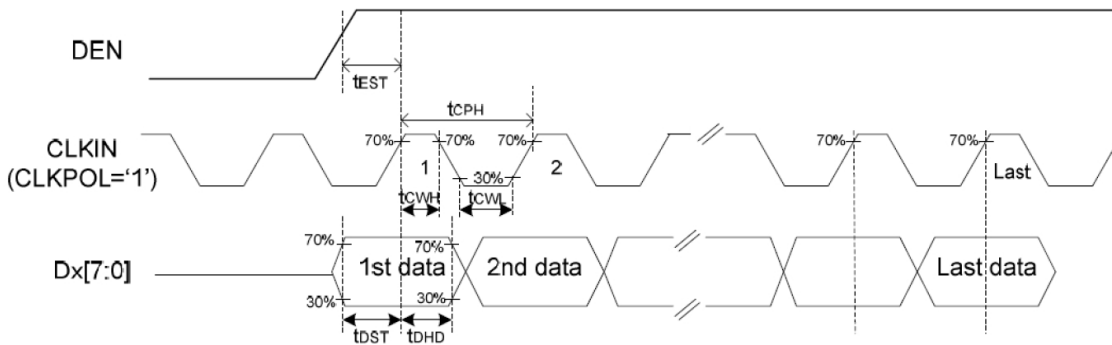 DEN
tEST
tCPH
CLKIN
(CLKPOL='1')
70%
70%
70%
70%
70%
1
2
Last
30%
tCWH
tCWL
Dx[7:0]
70%
70%
1st data
2nd data
Last data
30%
30%
tDST
tDHD